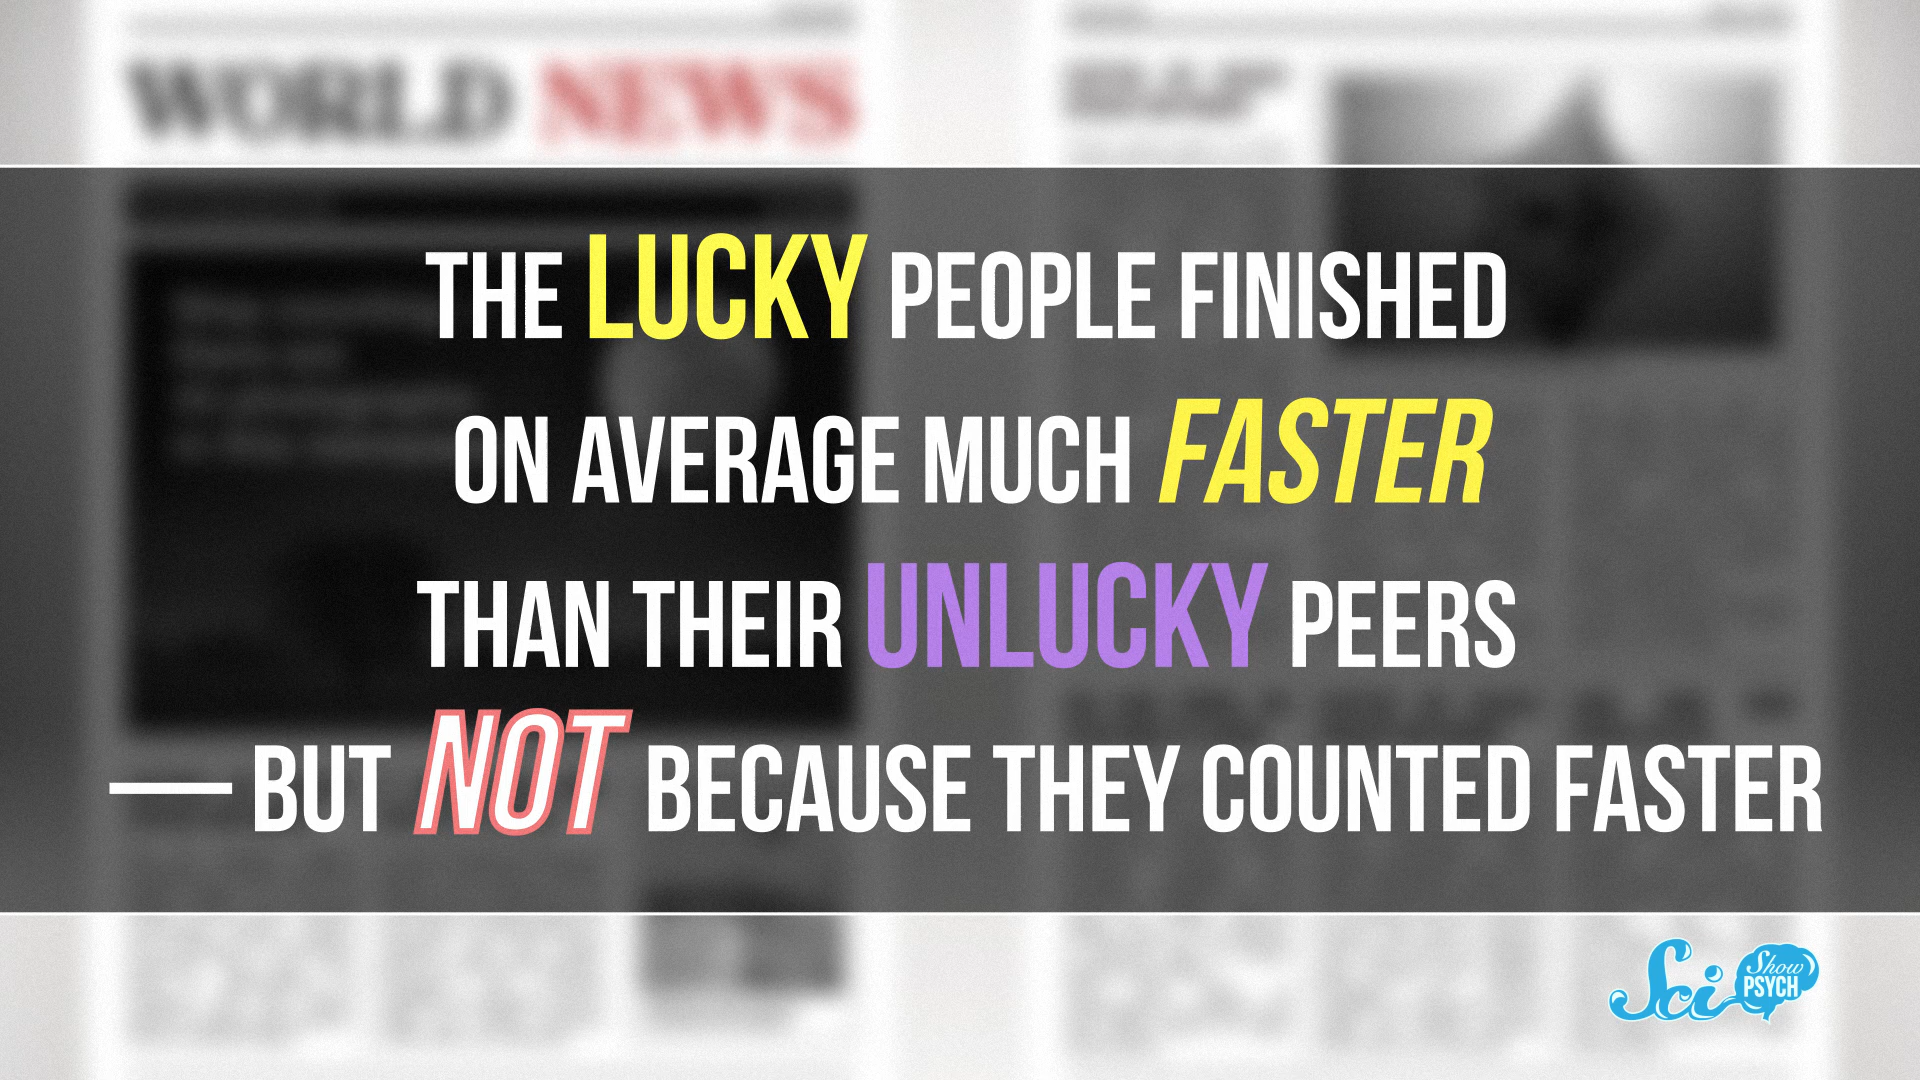 WORLD NEWS
THE LUCKY PEOPLE FINISHED
ON AVERAGE MUCH FASTER
THAN THEIR UNLUCKY PEERS
— BUT NOT BECAUSE THEY COUNTED FASTER
Sci Show PSYCH